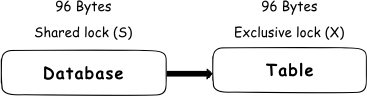 96 Bytes
Shared lock (S)
Database
96 Bytes
Exclusive lock (X)
Table